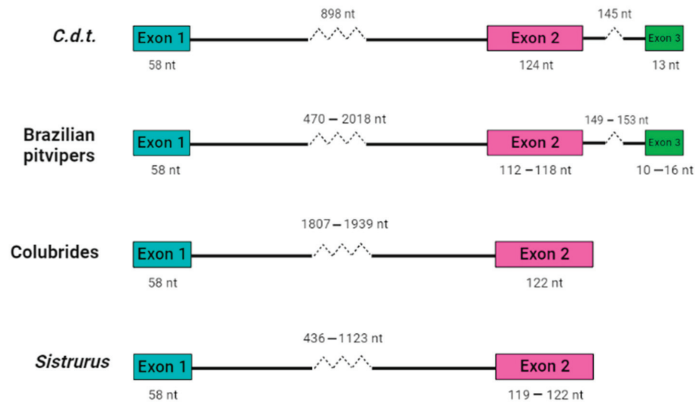 898 nt 145 nt
C.d.t. Exon 1 Exon 2 Exon 3
58 nt 124 nt 13 nt
470 – 2018 nt 149 – 153 nt
Brazilian
pitvipers
Exon 1 Exon 2 Exon 3
58 nt 112 –118 nt 10 –16 nt
1807 – 1939 nt
Colubrides Exon 1 Exon 2
58 nt 122 nt
436 –1123 nt
Sistrurus Exon 1 Exon 2
58 nt 119 – 122 nt